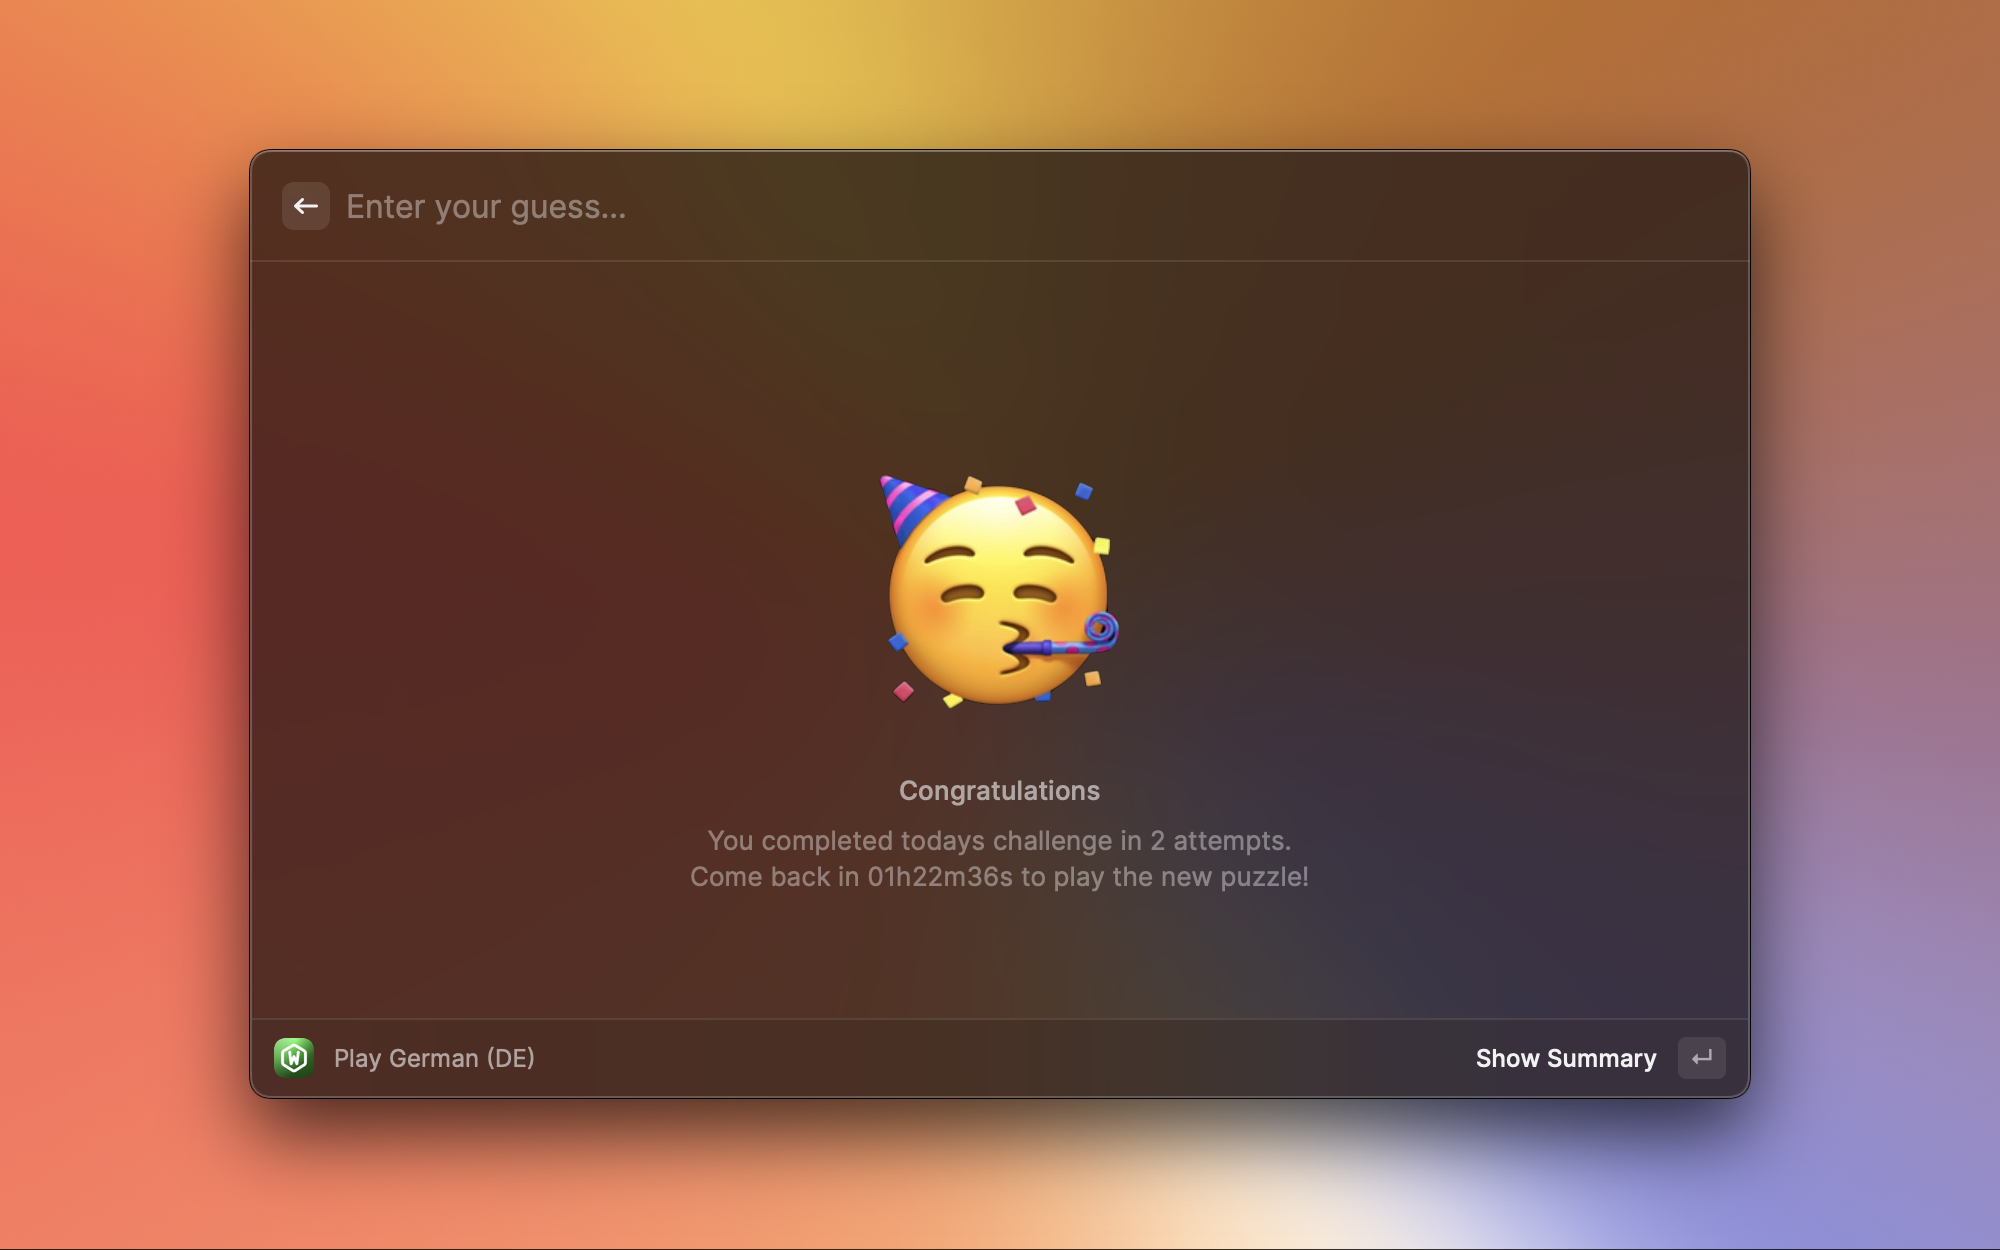 Enter your guess...
Congratulations
You completed todays challenge in 2 attempts.
Come back in 01h22m36s to play the new puzzle!
W
Play German (DE)
Show Summary